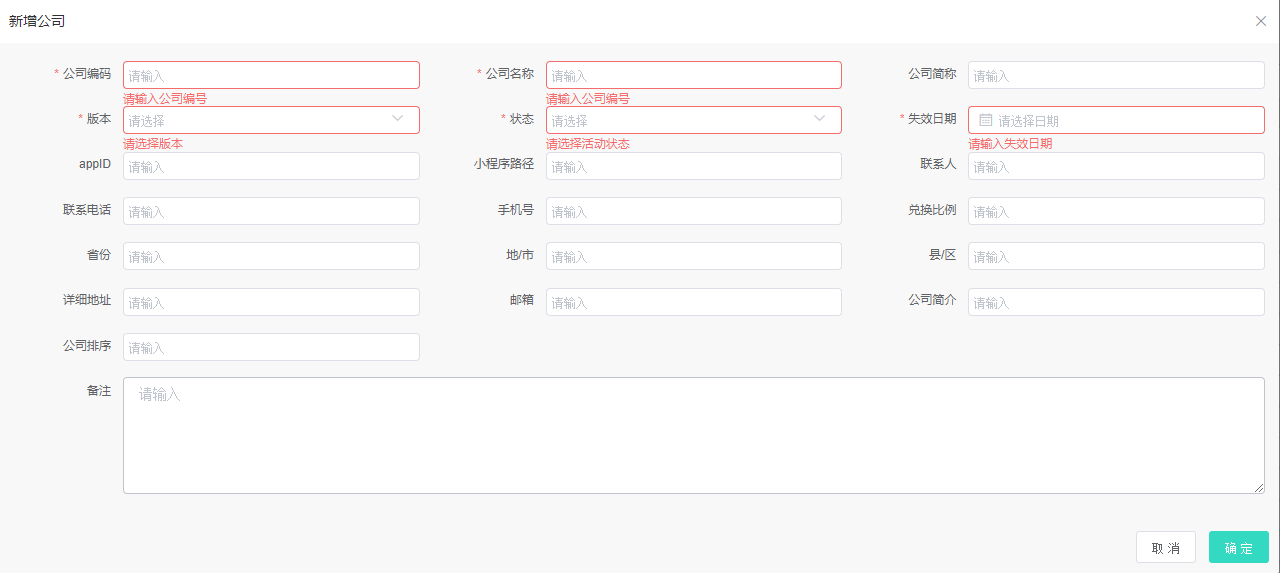 新增公司
* 公司编码 请输入 * 公司名称 请输入 公司简称 请输入
请输入公司编号 请输入公司编号
* 版本 请选择 * 状态 请选择 * 失效日期 请选择日期
请选择版本 请选择活动状态 请输入失效日期
appID 请输入 小程序路径 请输入 联系人 请输入
联系电话 请输入 手机号 请输入 兑换比例 请输入
省份 请输入 地/市 请输入 县/区 请输入
详细地址 请输入 邮箱 请输入 公司简介 请输入
公司排序 请输入
备注 请输入
取 消 确 定